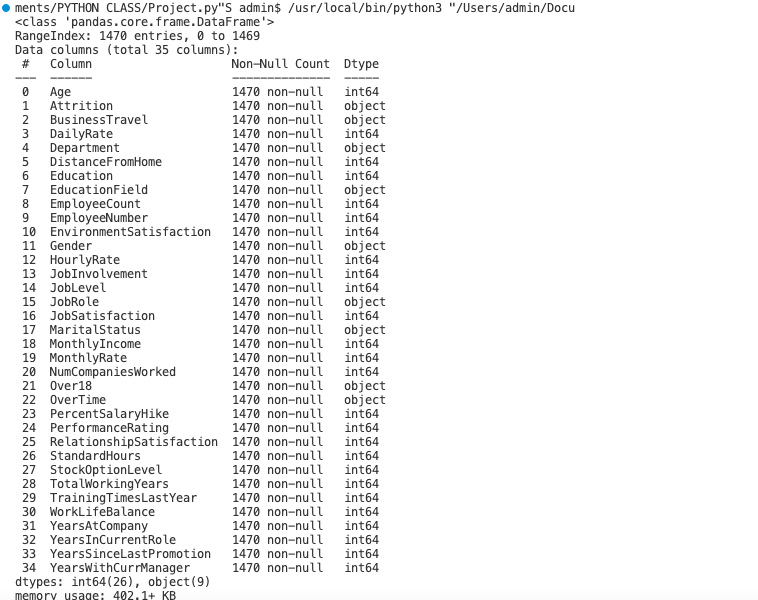 ments/PYTHON CLASS/Project.py"S admin$ /usr/local/bin/python3 "/Users/admin/Docu
<class 'pandas.core.frame.DataFrame'>
RangeIndex: 1470 entries, 0 to 1469
Data columns (total 35 columns):
 #   Column                    Non-Null Count  Dtype
---  ------                    --------------  -----
 0   Age                       1470 non-null   int64
 1   Attrition                 1470 non-null   object
 2   BusinessTravel            1470 non-null   object
 3   DailyRate                 1470 non-null   int64
 4   Department                1470 non-null   object
 5   DistanceFromHome          1470 non-null   int64
 6   Education                 1470 non-null   int64
 7   EducationField            1470 non-null   object
 8   EmployeeCount             1470 non-null   int64
 9   EmployeeNumber            1470 non-null   int64
 10  EnvironmentSatisfaction   1470 non-null   int64
 11  Gender                    1470 non-null   object
 12  HourlyRate                1470 non-null   int64
 13  JobInvolvement            1470 non-null   int64
 14  JobLevel                  1470 non-null   int64
 15  JobRole                   1470 non-null   object
 16  JobSatisfaction           1470 non-null   int64
 17  MaritalStatus             1470 non-null   object
 18  MonthlyIncome             1470 non-null   int64
 19  MonthlyRate               1470 non-null   int64
 20  NumCompaniesWorked        1470 non-null   int64
 21  Over18                    1470 non-null   object
 22  OverTime                  1470 non-null   object
 23  PercentSalaryHike         1470 non-null   int64
 24  PerformanceRating         1470 non-null   int64
 25  RelationshipSatisfaction  1470 non-null   int64
 26  StandardHours             1470 non-null   int64
 27  StockOptionLevel          1470 non-null   int64
 28  TotalWorkingYears         1470 non-null   int64
 29  TrainingTimesLastYear     1470 non-null   int64
 30  WorkLifeBalance           1470 non-null   int64
 31  YearsAtCompany            1470 non-null   int64
 32  YearsInCurrentRole        1470 non-null   int64
 33  YearsSinceLastPromotion   1470 non-null   int64
 34  YearsWithCurrManager      1470 non-null   int64
dtypes: int64(26), object(9)
memory usage: 402.1+ KB